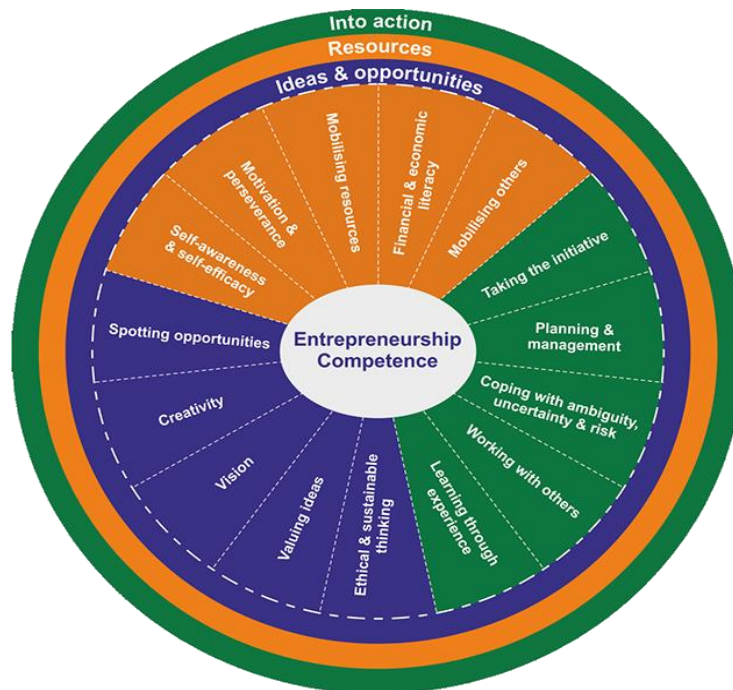 Into action
Resources
Ideas & opportunities
Mobilising resources
Financial & economic
literacy
Mobilising others
Motivation &
perseverance
Self-awareness
& self-efficacy
Taking the initiative
Spotting opportunities
Entrepreneurship
Competence
Planning &
management
Creativity
Coping with ambiguity,
uncertainty & risk
Vision
Working with others
Valuing ideas
Ethical & sustainable
thinking
Learning through
experience